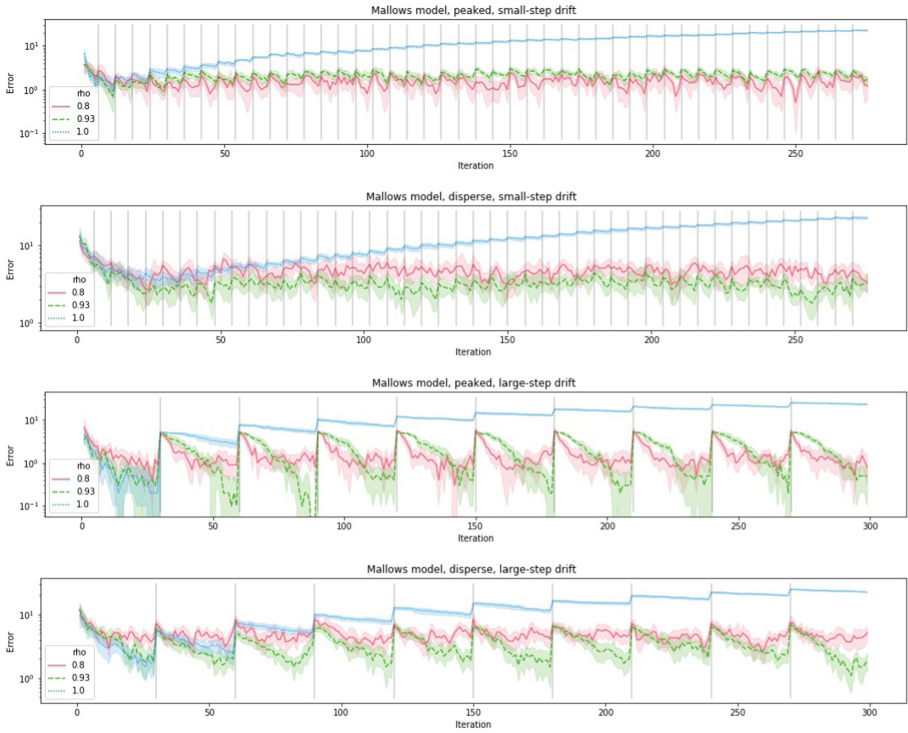 Mallows model, peaked, small-step drift
Error
10¹
10⁰
10⁻¹
rho
0.8
0.93
1.0
0 50 100 150 200 250
Iteration
Mallows model, disperse, small-step drift
Error
10¹
10⁰
rho
0.8
0.93
1.0
0 50 100 150 200 250
Iteration
Mallows model, peaked, large-step drift
Error
10¹
10⁰
10⁻¹
rho
0.8
0.93
1.0
0 50 100 150 200 250 300
Iteration
Mallows model, disperse, large-step drift
Error
10¹
10⁰
rho
0.8
0.93
1.0
0 50 100 150 200 250 300
Iteration